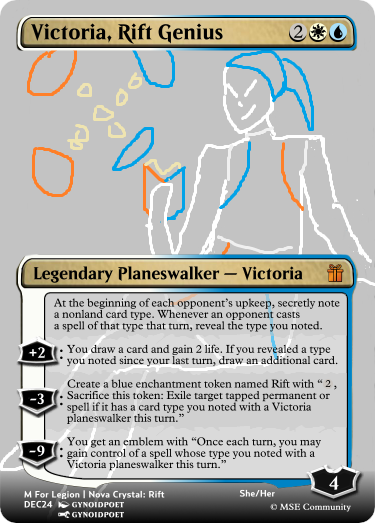 Victoria, Rift Genius 2
Legendary Planeswalker — Victoria
At the beginning of each opponent's upkeep, secretly note
a nonland card type. Whenever an opponent casts
a spell of that type that turn, reveal the type you noted.
+2: You draw a card and gain 2 life. If you revealed a type
you noted since your last turn, draw an additional card.
Create a blue enchantment token named Rift with “ 2 ,
-3: Sacrifice this token: Exile target tapped permanent or
spell if it has a card type you noted with a Victoria
planeswalker this turn.”
You get an emblem with “Once each turn, you may
-9: gain control of a spell whose type you noted with a
Victoria planeswalker this turn.”
4
M For Legion | Nova Crystal: Rift She/Her
DEC24 GYNOIDPOET © MSE Community
GYNOIDPOET